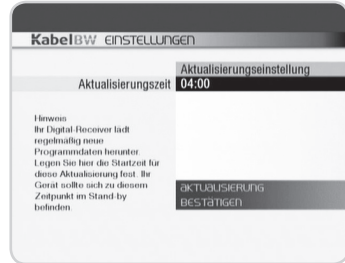 KabelBW EINSTELLUNGEN
Aktualisierungseinstellung
Aktualisierungszeit 04:00
Hinweis
Ihr Digital-Receiver lädt
regelmäßig neue
Programmdaten herunter.
Legen Sie hier die Startzeit für
diese Aktualisierung fest. Ihr
Gerät sollte sich zu diesem
Zeitpunkt im Stand-by
befinden.
AKTUALISIERUNG
BESTÄTIGEN